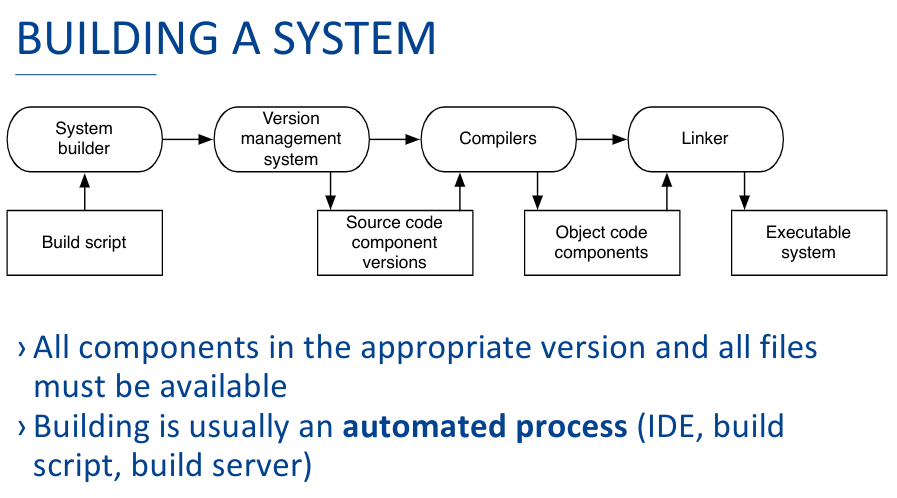 BUILDING A SYSTEM
System
builder
Version
management
system
Compilers
Linker
Build script
Source code
component
versions
Object code
components
Executable
system
› All components in the appropriate version and all files
must be available
› Building is usually an automated process (IDE, build
script, build server)